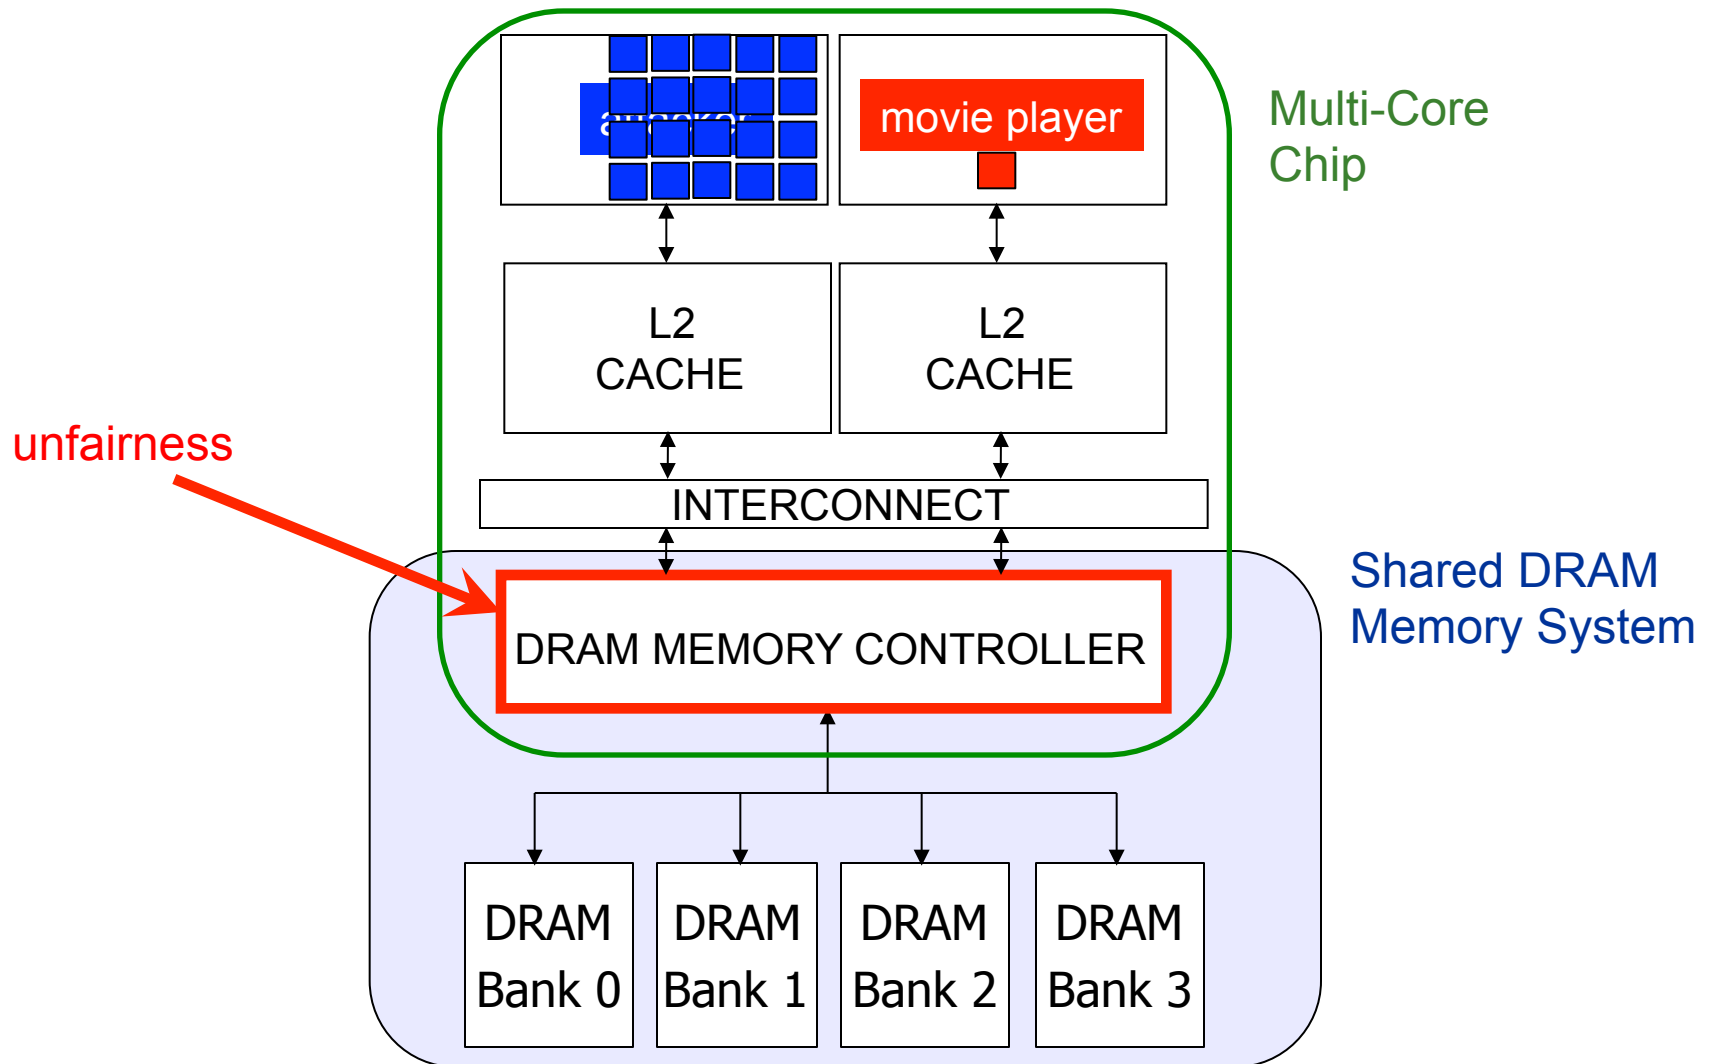 attacker
movie player
Multi-Core
Chip
L2
CACHE
L2
CACHE
unfairness
INTERCONNECT
Shared DRAM
Memory System
DRAM MEMORY CONTROLLER
DRAM
Bank 0
DRAM
Bank 1
DRAM
Bank 2
DRAM
Bank 3